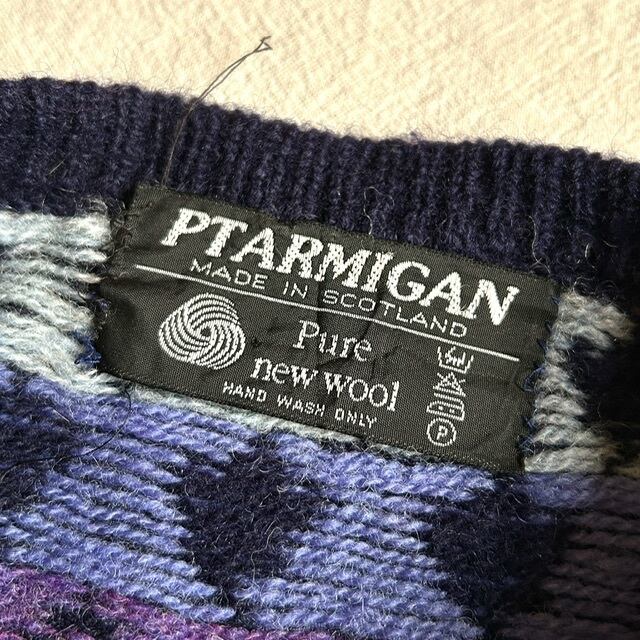 PTARMIGAN
MADE IN SCOTLAND
Pure
new wool
HAND WASH ONLY
P